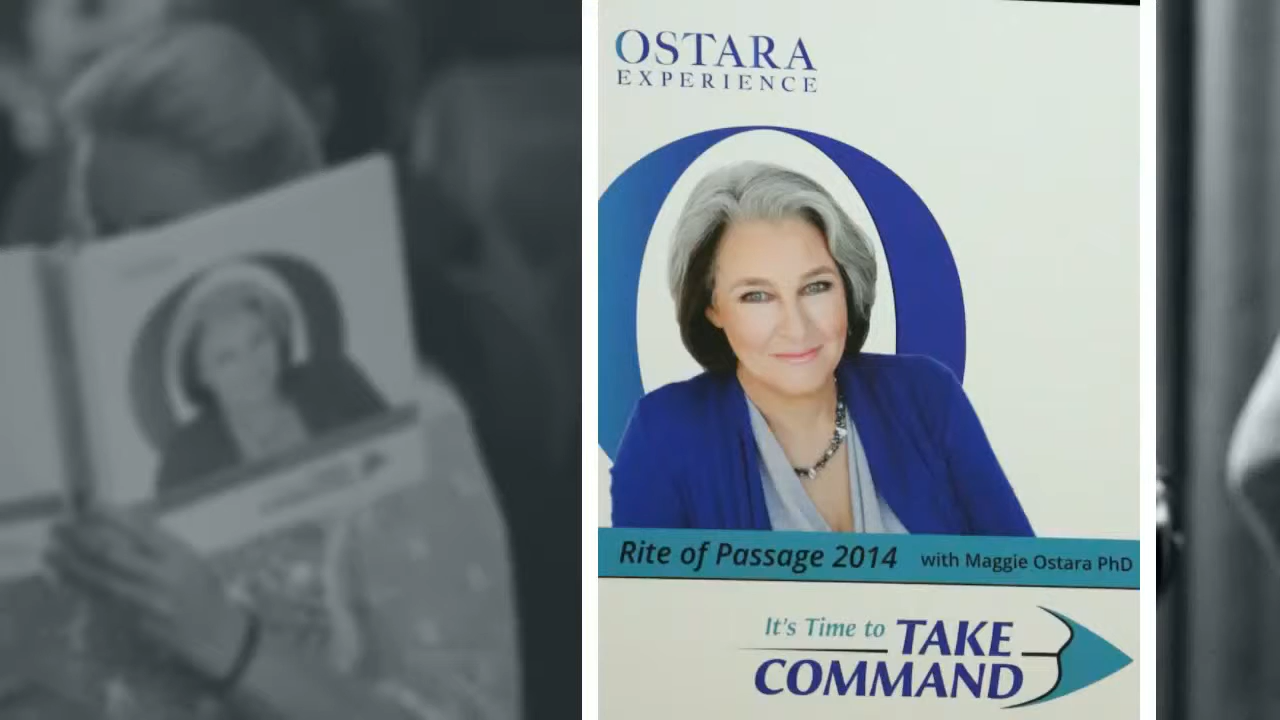 OSTARA
EXPERIENCE
Rite of Passage 2014 with Maggie Ostara PhD
It's Time to TAKE
COMMAND